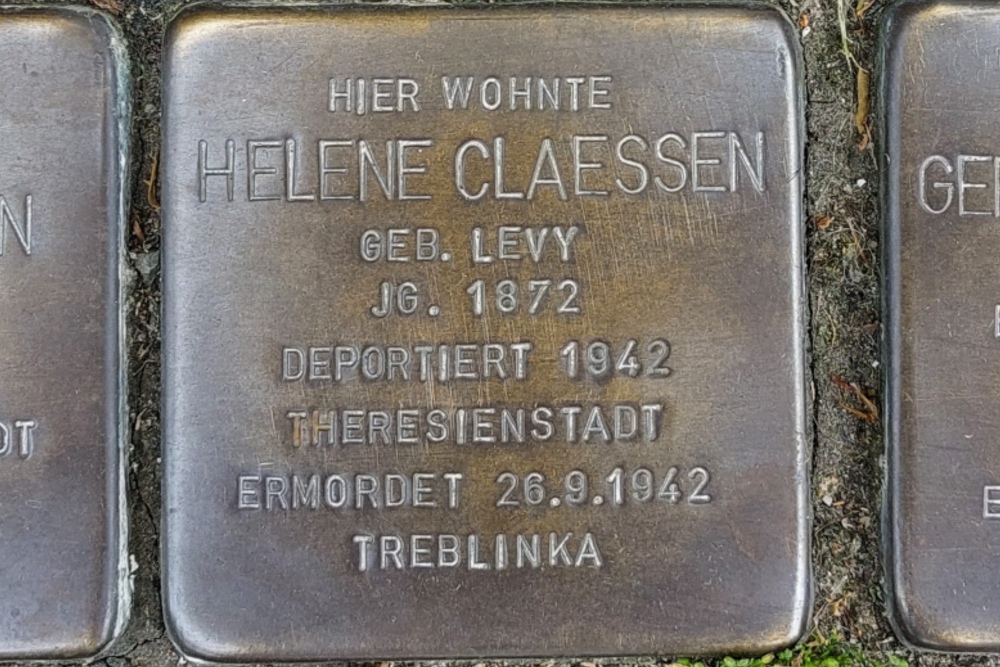 HIER WOHNTE
HELENE CLAESSEN
GEB. LEVY
JG. 1872
DEPORTIERT 1942
THERESIENSTADT
ERMORDET 26.9.1942
TREBLINKA